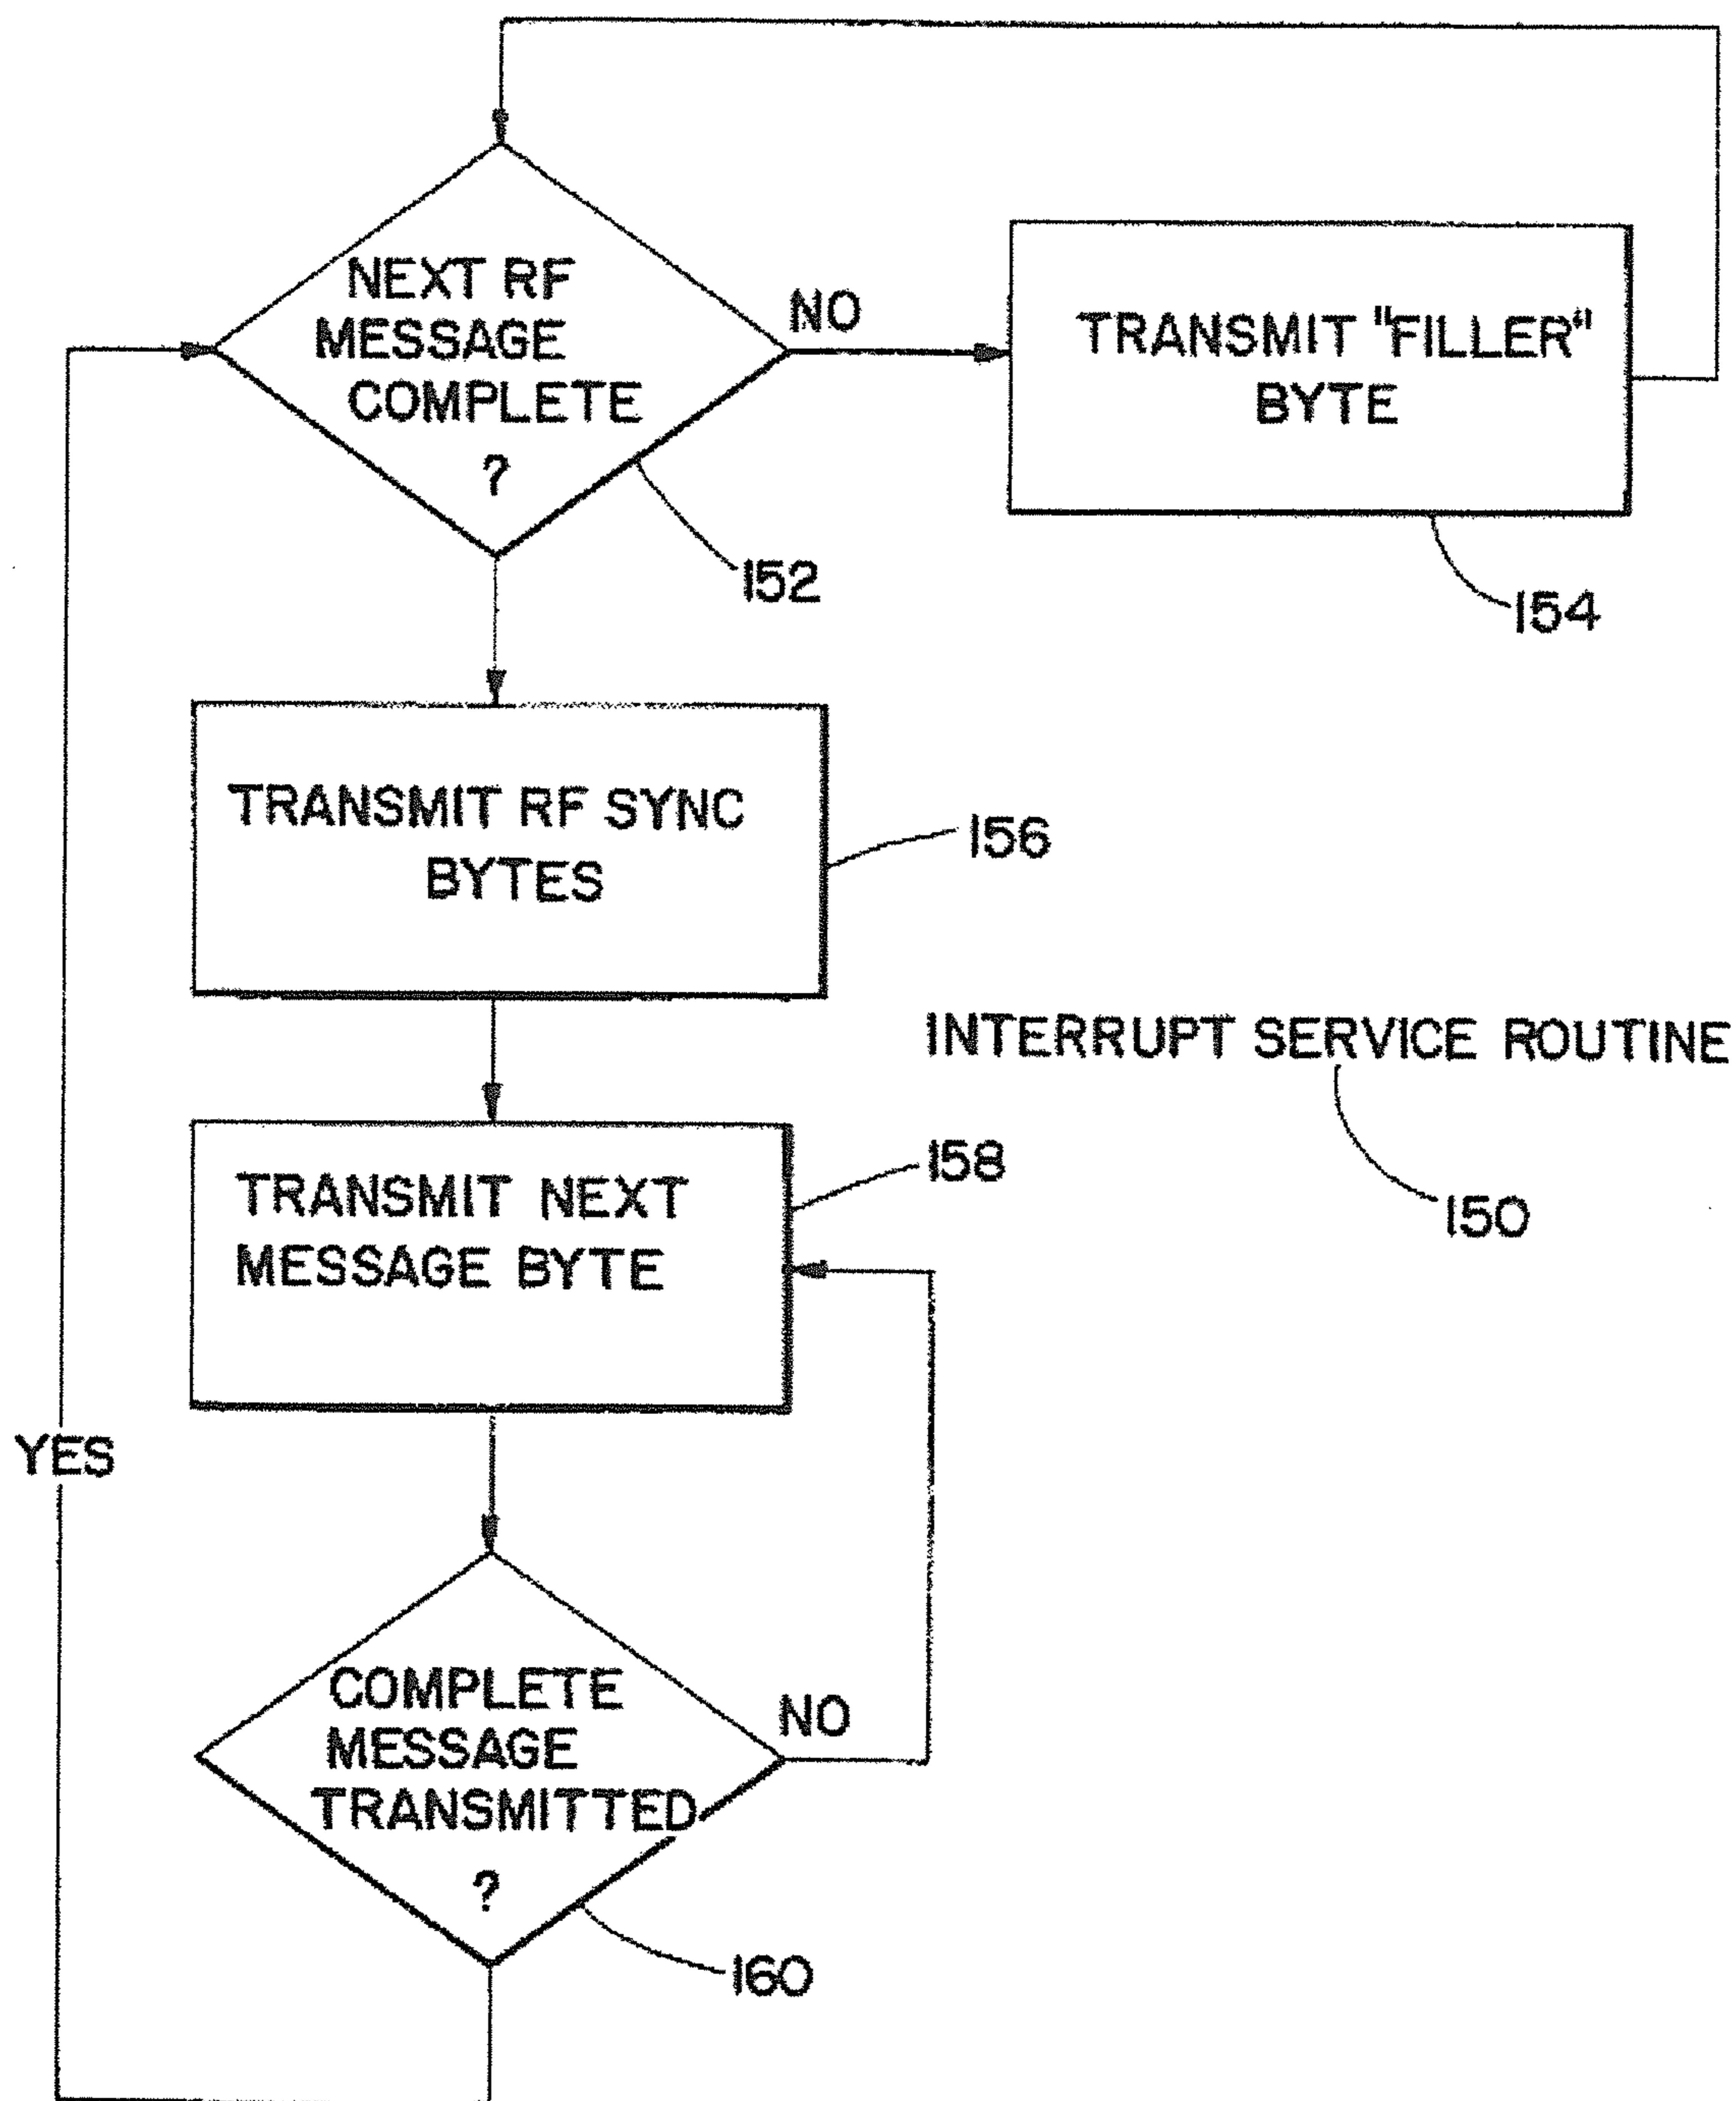 NEXT RF
MESSAGE
COMPLETE
?
NO
TRANSMIT "FILLER"
BYTE
152
154
TRANSMIT RF SYNC
BYTES
156
INTERRUPT SERVICE ROUTINE
150
TRANSMIT NEXT
MESSAGE BYTE
158
YES
COMPLETE
MESSAGE
TRANSMITTED
?
NO
160